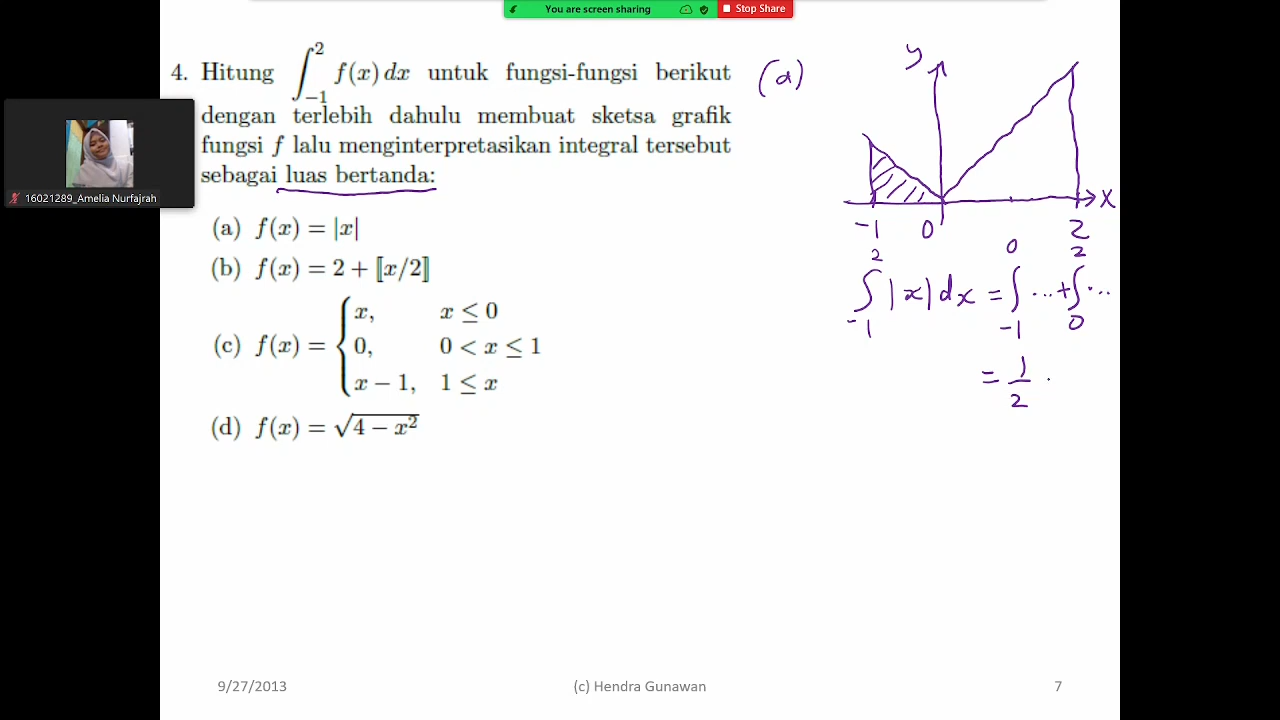 You are screen sharing
Stop Share
4. Hitung ∫_{-1}^{2} f(x) dx untuk fungsi-fungsi berikut
dengan terlebih dahulu membuat sketsa grafik
fungsi f lalu menginterpretasikan integral tersebut
sebagai luas bertanda:
(a) f(x) = |x|
(b) f(x) = 2 + ⟦x/2⟧
(c) f(x) = { x, x ≤ 0
0, 0 < x ≤ 1
x − 1, 1 ≤ x
(d) f(x) = √(4 − x²)
16021289_Amelia Nurfajrah
(a)
y
x
-1 0 2
∫_{-1}^{2} |x| dx = ∫_{-1}^{0} ... + ∫_{0}^{2} ...
= 1/2 ·
9/27/2013
(c) Hendra Gunawan
7